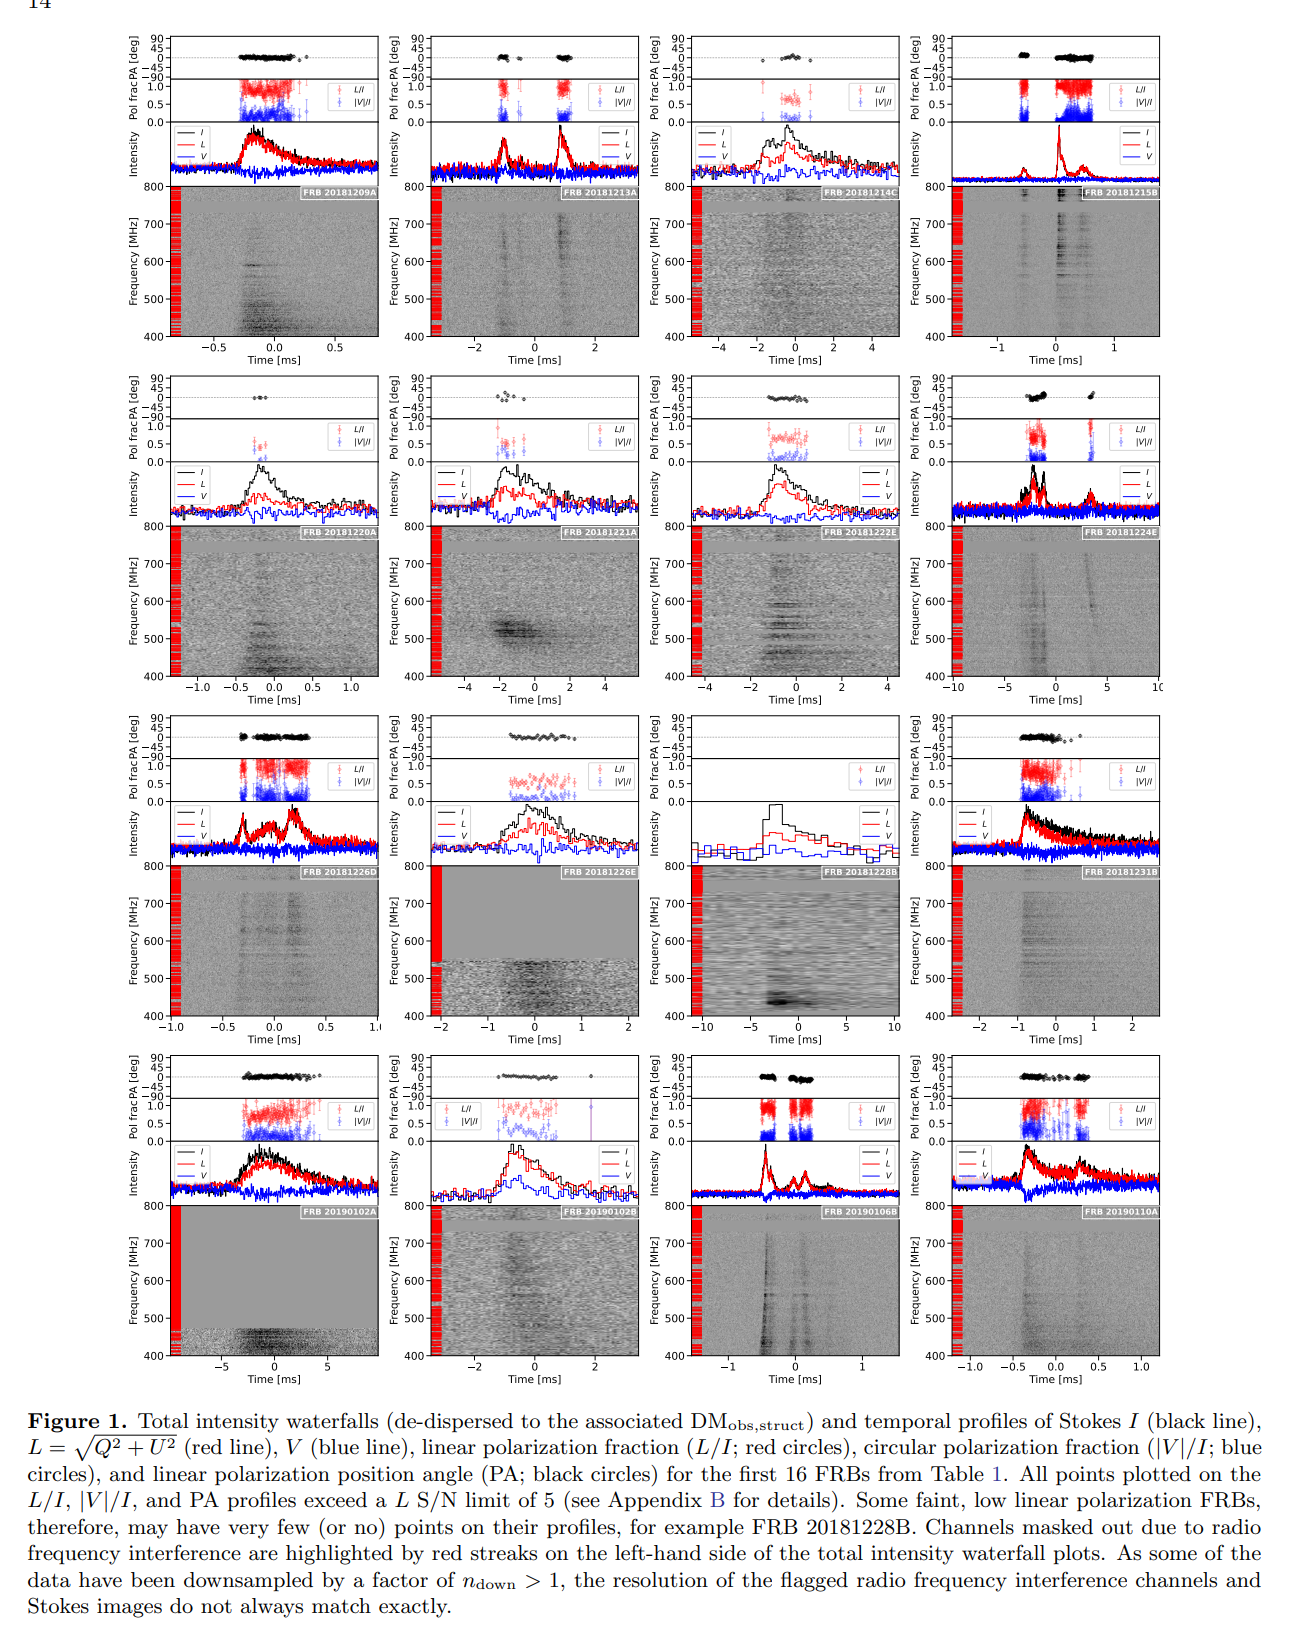 14
90
45
0
−45
−90
PA [deg]
1.0
0.5
0.0
Pol frac
L/I
|V|/I
Intensity
I
L
V
800
700
600
500
400
Frequency [MHz]
FRB 20181209A
−0.5 0.0 0.5
Time [ms]
FRB 20181213A
−2 0 2
Time [ms]
FRB 20181214C
−4 −2 0 2 4
Time [ms]
FRB 20181215B
−1 0 1
Time [ms]
FRB 20181220A
−1.0 −0.5 0.0 0.5 1.0
Time [ms]
FRB 20181221A
−4 −2 0 2 4
Time [ms]
FRB 20181222E
−4 −2 0 2 4
Time [ms]
FRB 20181224E
−10 −5 0 5
Time [ms]
FRB 20181226D
−1.0 −0.5 0.0 0.5
Time [ms]
FRB 20181226E
−2 −1 0 1 2
Time [ms]
FRB 20181228B
−10 −5 0 5 10
Time [ms]
FRB 20181231B
−2 −1 0 1 2
Time [ms]
FRB 20190102A
−5 0 5
Time [ms]
FRB 20190102B
−2 0 2
Time [ms]
FRB 20190106B
−1 0 1
Time [ms]
FRB 20190110A
−1.0 −0.5 0.0 0.5 1.0
Time [ms]
Figure 1. Total intensity waterfalls (de-dispersed to the associated DMobs,struct) and temporal profiles of Stokes I (black line),
L = √Q² + U² (red line), V (blue line), linear polarization fraction (L/I; red circles), circular polarization fraction (|V|/I; blue
circles), and linear polarization position angle (PA; black circles) for the first 16 FRBs from Table 1. All points plotted on the
L/I, |V|/I, and PA profiles exceed a L S/N limit of 5 (see Appendix B for details). Some faint, low linear polarization FRBs,
therefore, may have very few (or no) points on their profiles, for example FRB 20181228B. Channels masked out due to radio
frequency interference are highlighted by red streaks on the left-hand side of the total intensity waterfall plots. As some of the
data have been downsampled by a factor of ndown > 1, the resolution of the flagged radio frequency interference channels and
Stokes images do not always match exactly.